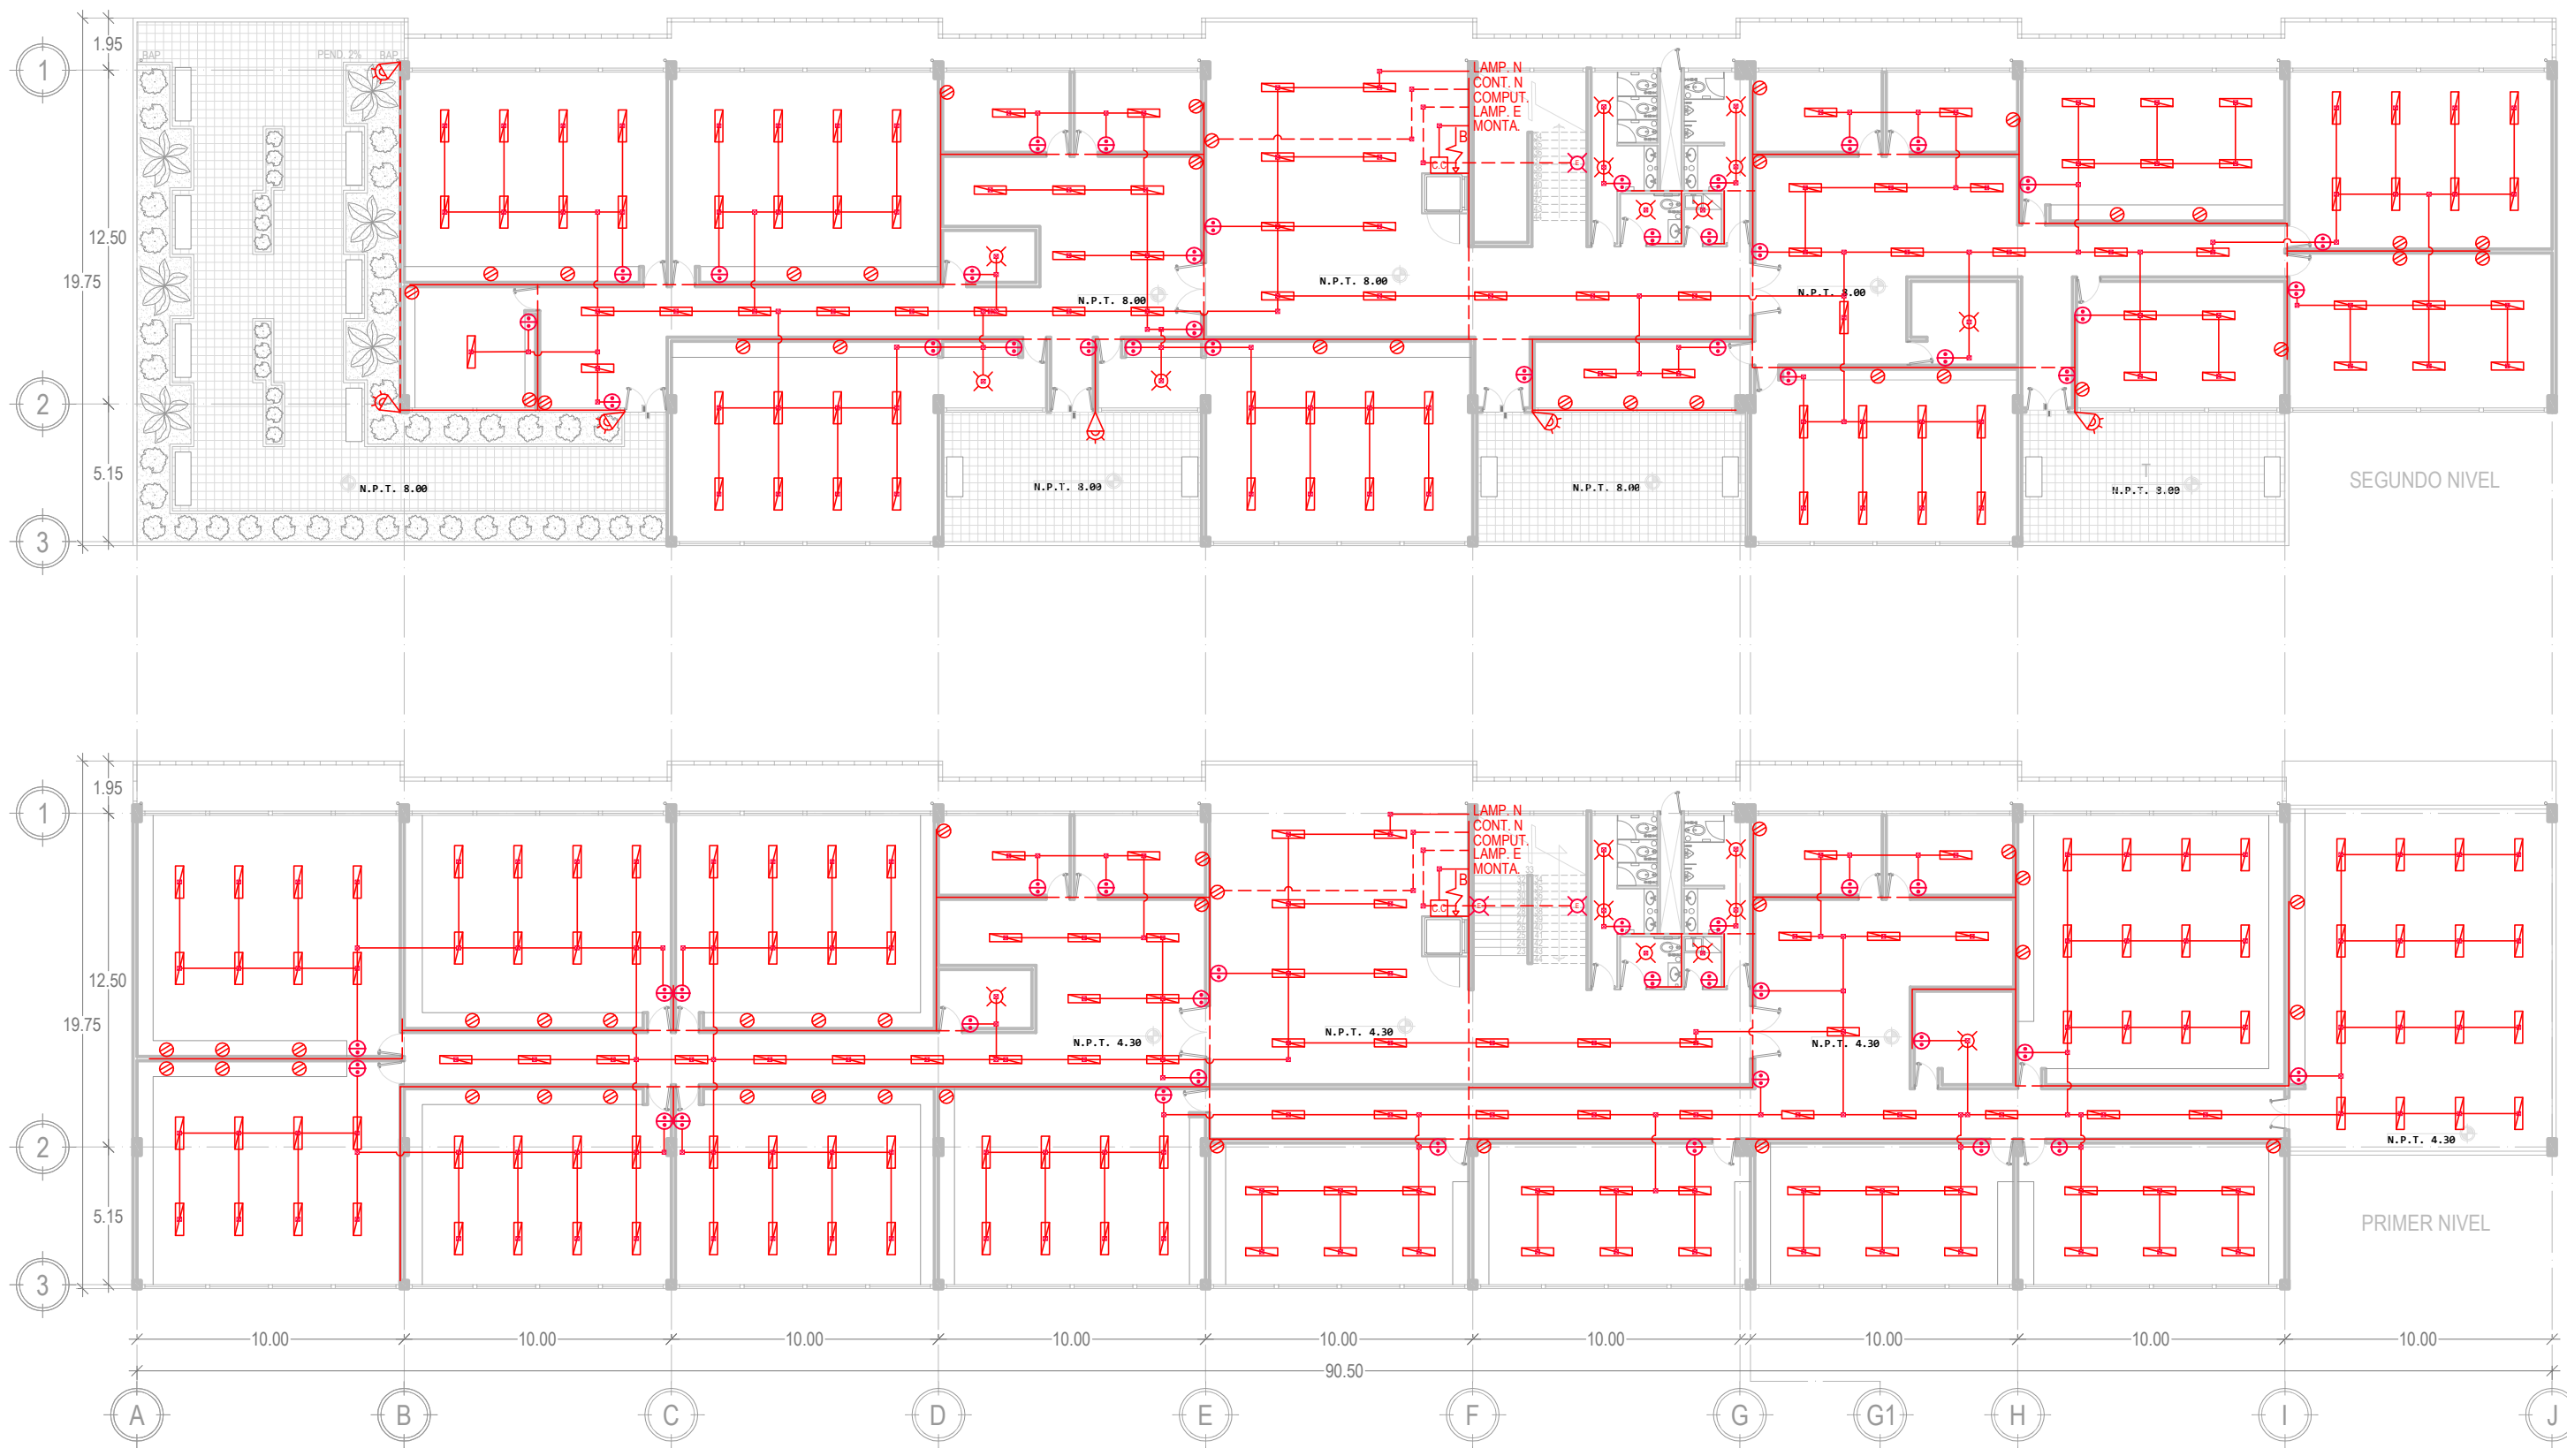 1.95
12.50
19.75
5.15
1
2
3
BAP
PEND. 2%
BAP
LAMP. N
CONT. N
COMPUT.
LAMP. E
MONTA.
B
C.C
E
N.P.T. 8.00
N.P.T. 8.00
N.P.T. 8.00
N.P.T. 8.00
N.P.T. 8.00
N.P.T. 8.00
T
SEGUNDO NIVEL
1.95
12.50
19.75
5.15
1
2
3
LAMP. N
CONT. N
COMPUT.
LAMP. E
MONTA.
B
C.C
E
E
N.P.T. 4.30
N.P.T. 4.30
N.P.T. 4.30
N.P.T. 4.30
PRIMER NIVEL
10.00 10.00 10.00 10.00 10.00 10.00 10.00 10.00 10.00
90.50
A B C D E F G G1 H I J